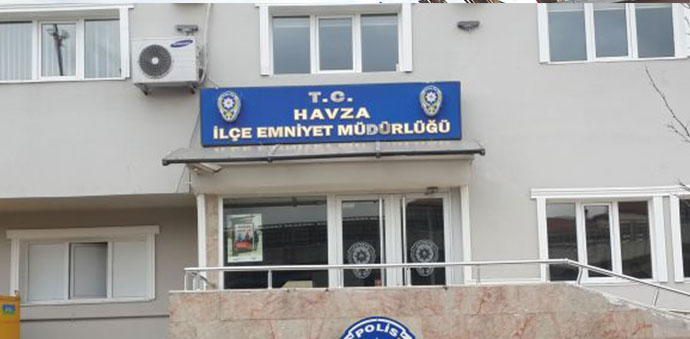 T.C.
HAVZA
İLÇE EMNİYET MÜDÜRLÜĞÜ
POLİS